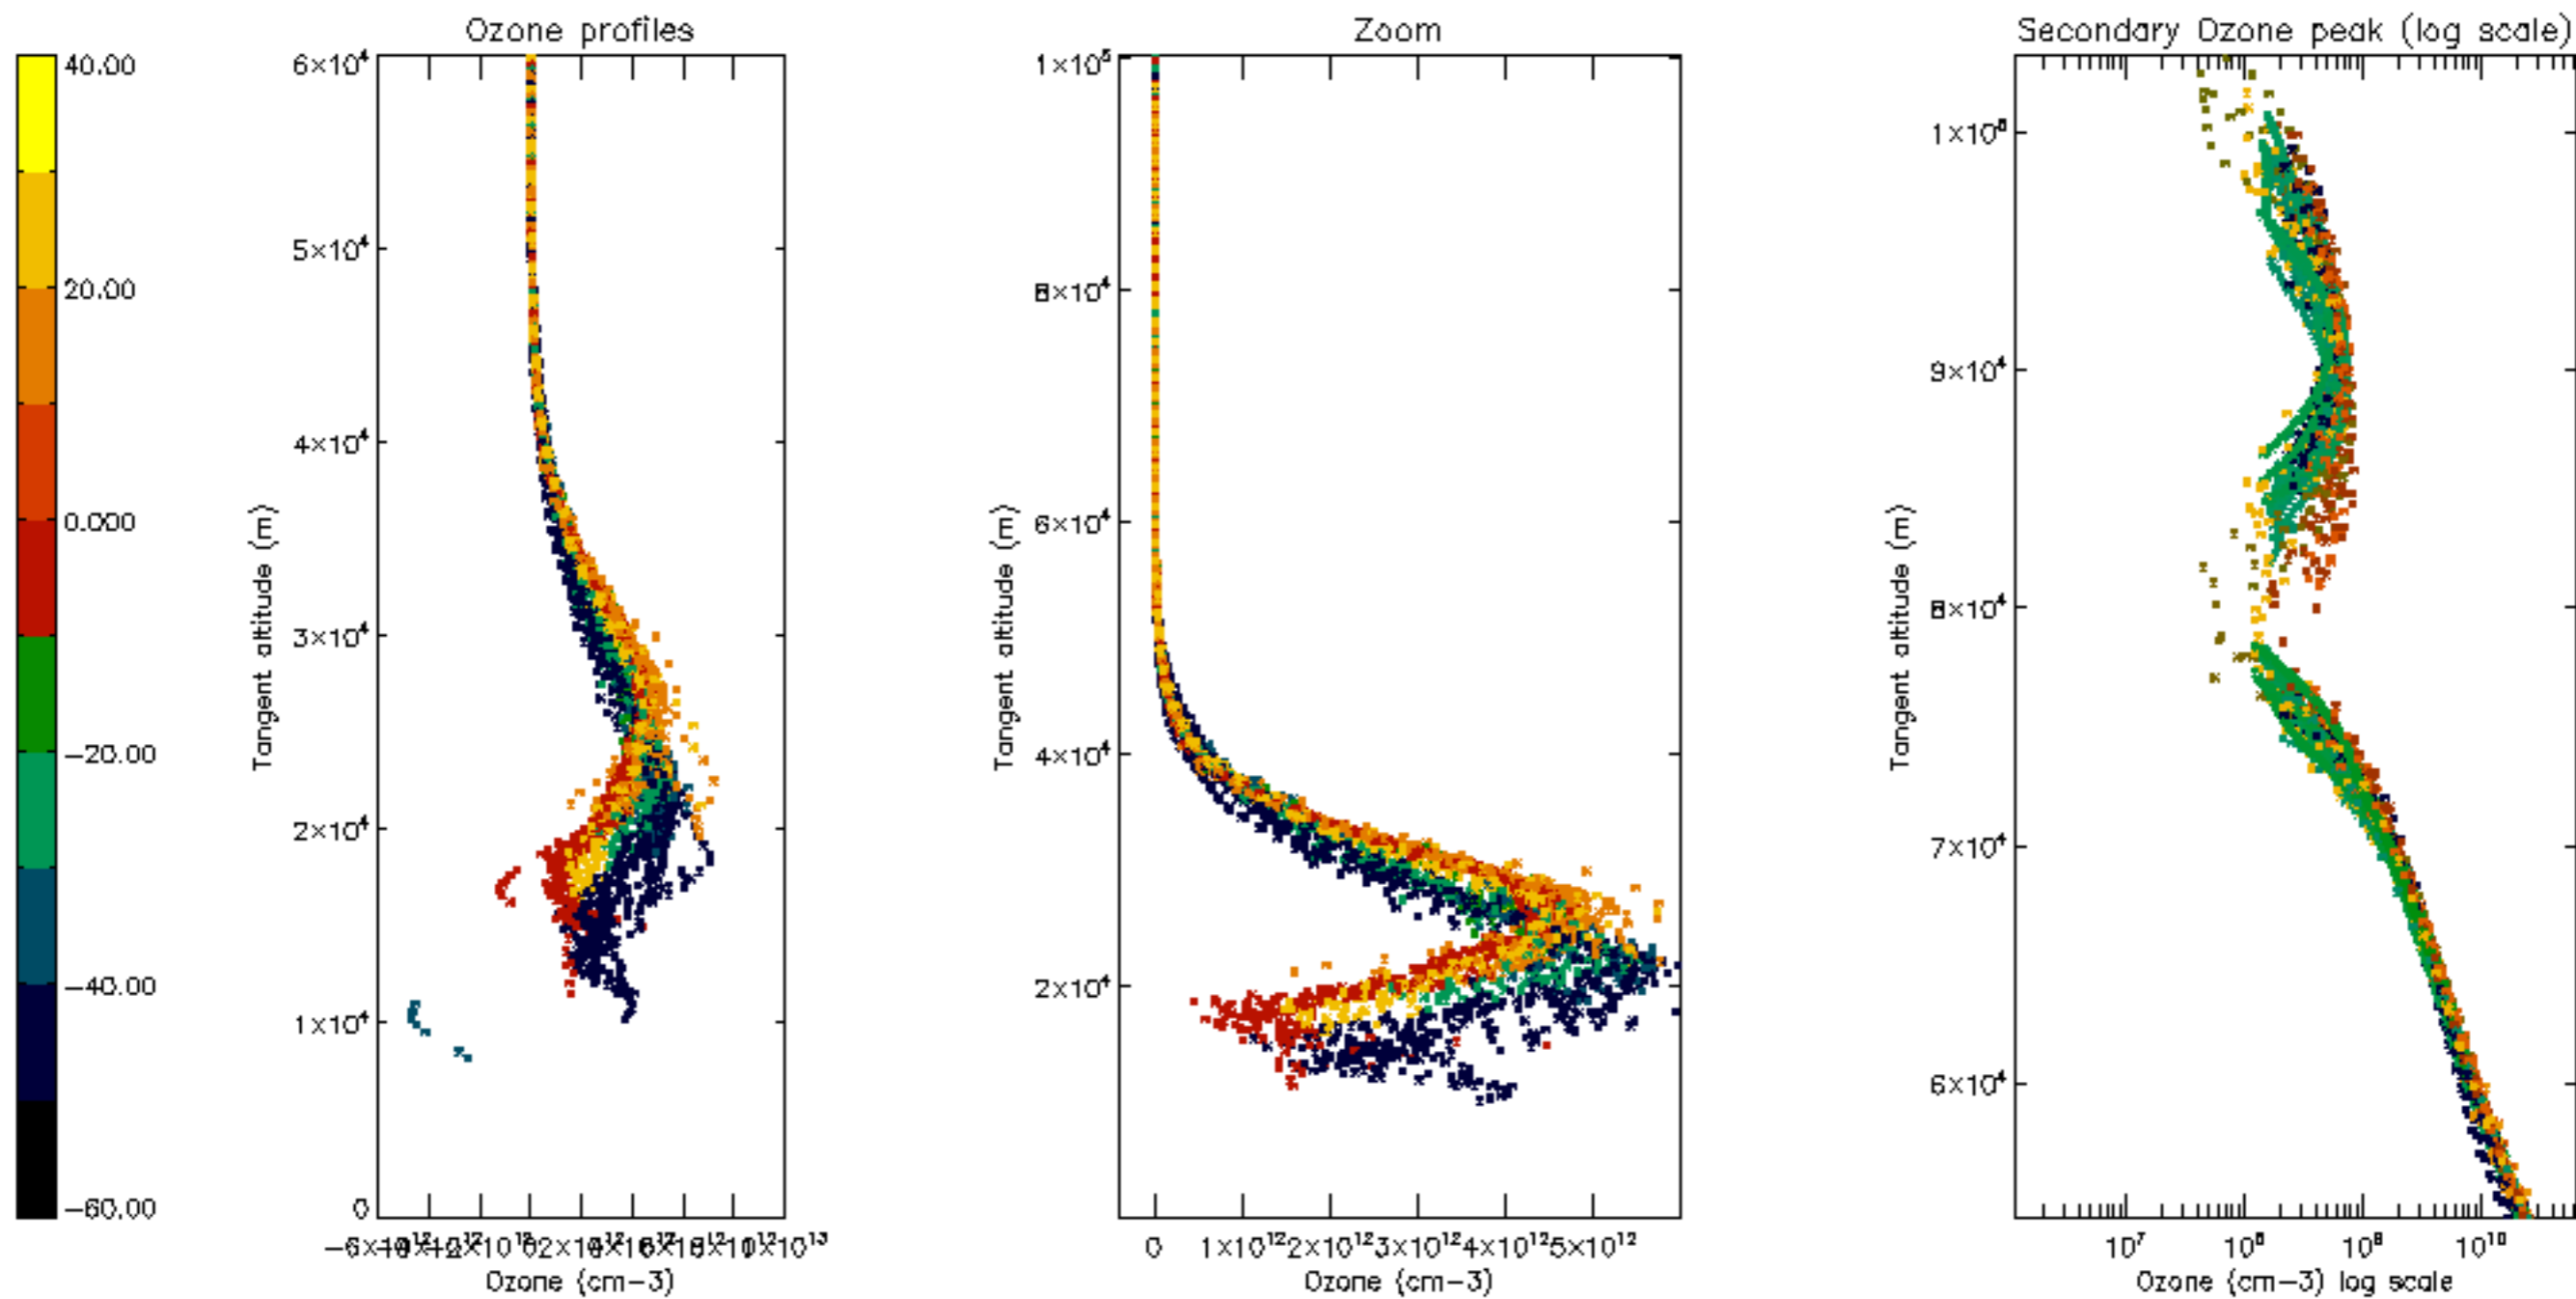 Ozone profiles
Zoom
Secondary Ozone peak (log scale)
40.00
20.00
0.000
−20.00
−40.00
−60.00
6×10⁴
5×10⁴
4×10⁴
3×10⁴
2×10⁴
1×10⁴
0
Tangent altitude (m)
Ozone (cm−3)
1×10⁵
8×10⁴
6×10⁴
4×10⁴
2×10⁴
Tangent altitude (m)
0 1×10¹² 2×10¹² 3×10¹² 4×10¹² 5×10¹²
Ozone (cm−3)
9×10⁴
8×10⁴
7×10⁴
6×10⁴
Tangent altitude (m)
10⁷ 10⁸ 10⁹ 10¹⁰
Ozone (cm−3) log scale